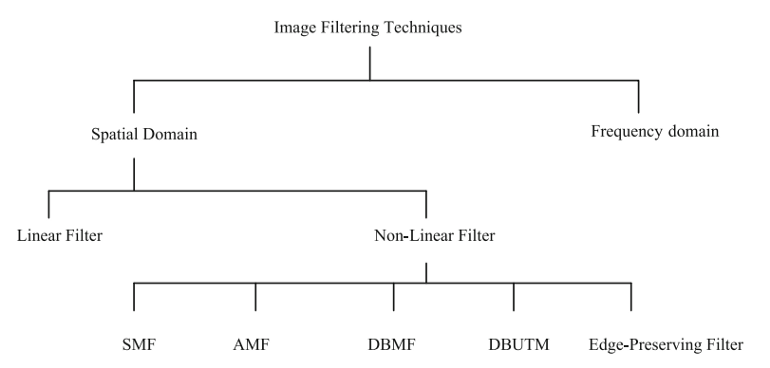 Image Filtering Techniques
Spatial Domain
Frequency domain
Linear Filter
Non-Linear Filter
SMF
AMF
DBMF
DBUTM
Edge-Preserving Filter